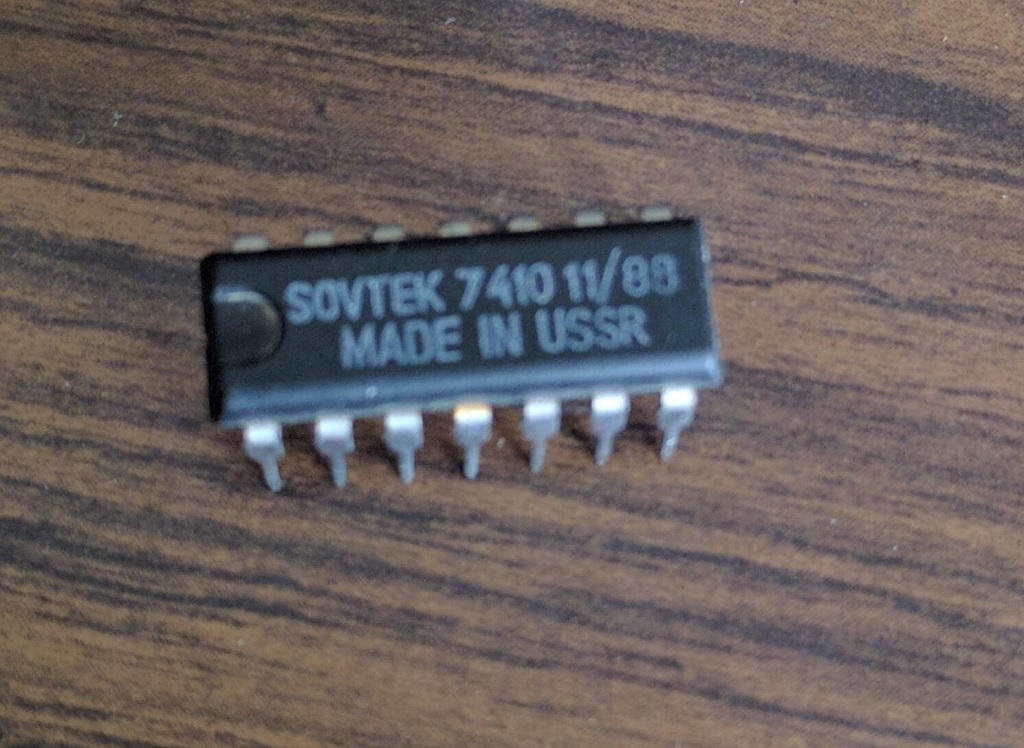 SOVTEK 7410 11/88
MADE IN USSR